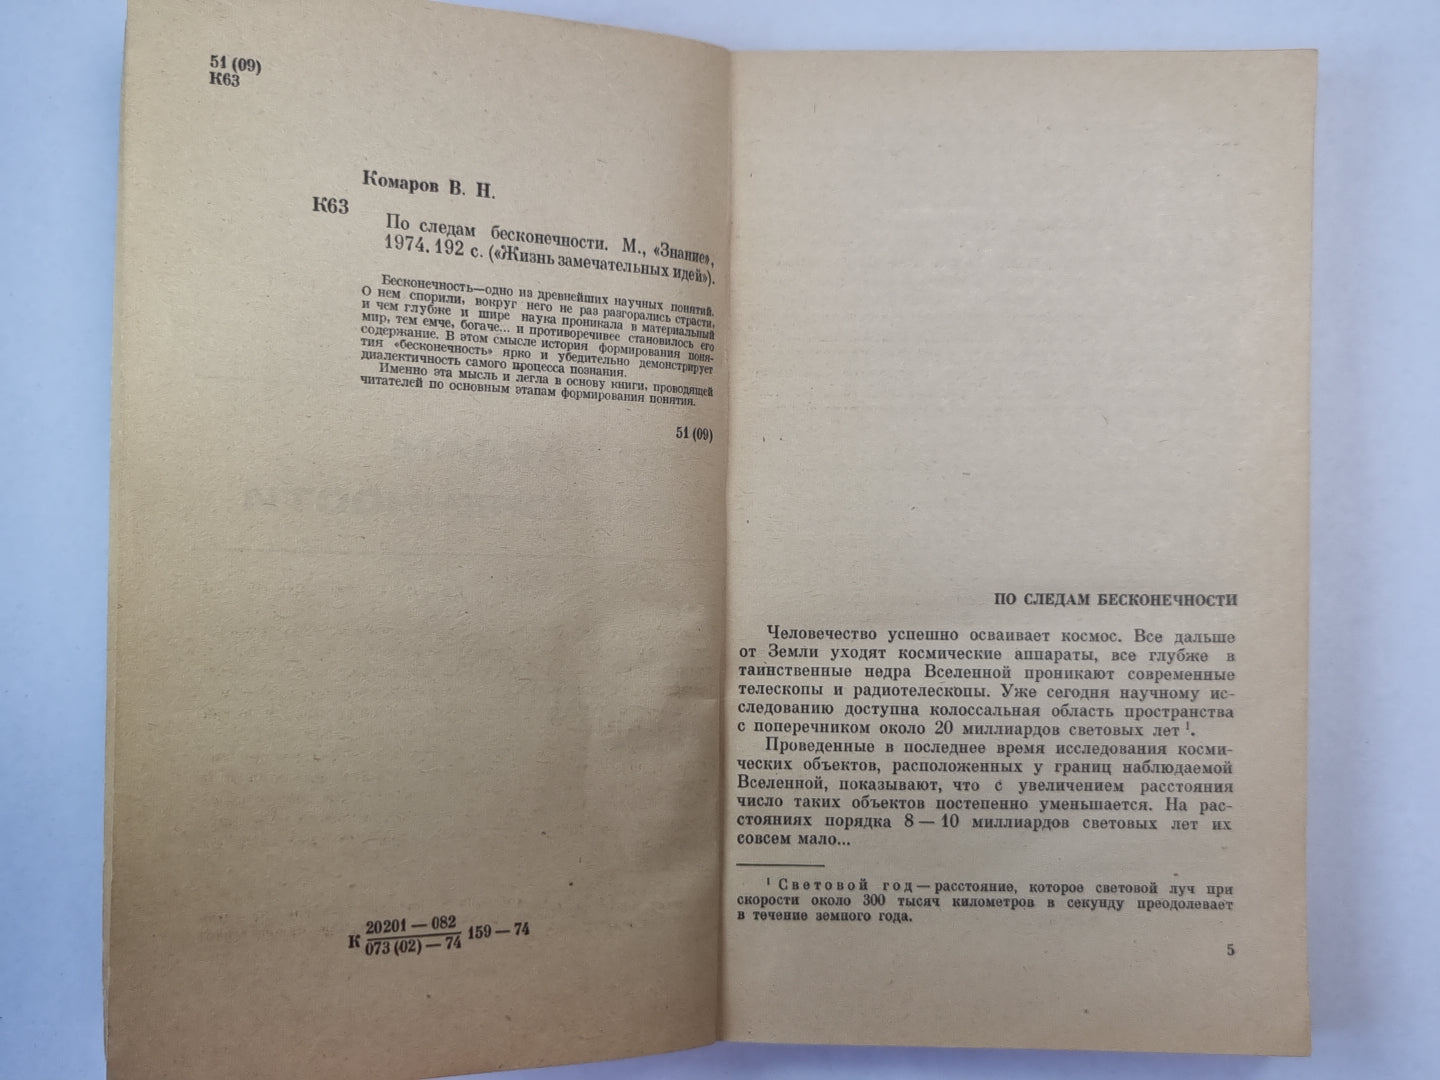 51 (09)
К63
Комаров В. Н.
К63
По следам бесконечности. М., «Знание»,
1974. 192 с. («Жизнь замечательных идей»).
Бесконечность—одно из древнейших научных понятий.
О нем спорили, вокруг него не раз разгорались страсти,
и чем глубже и шире наука проникала в материальный
мир, тем емче, богаче... и противоречивее становилось его
содержание. В этом смысле история формирования поня-
тия «бесконечность» ярко и убедительно демонстрирует
диалектичность самого процесса познания.
Именно эта мысль и легла в основу книги, проводящей
читателей по основным этапам формирования понятия.
51 (09)
К 20201 — 082
073 (02) — 74 159 — 74
ПО СЛЕДАМ БЕСКОНЕЧНОСТИ
Человечество успешно осваивает космос. Все дальше
от Земли уходят космические аппараты, все глубже в
таинственные недра Вселенной проникают современные
телескопы и радиотелескопы. Уже сегодня научному ис-
следованию доступна колоссальная область пространства
с поперечником около 20 миллиардов световых лет ¹.
Проведенные в последнее время исследования косми-
ческих объектов, расположенных у границ наблюдаемой
Вселенной, показывают, что с увеличением расстояния
число таких объектов постепенно уменьшается. На рас-
стояниях порядка 8 — 10 миллиардов световых лет их
совсем мало...
¹ Световой год — расстояние, которое световой луч при
скорости около 300 тысяч километров в секунду преодолевает
в течение земного года.
5